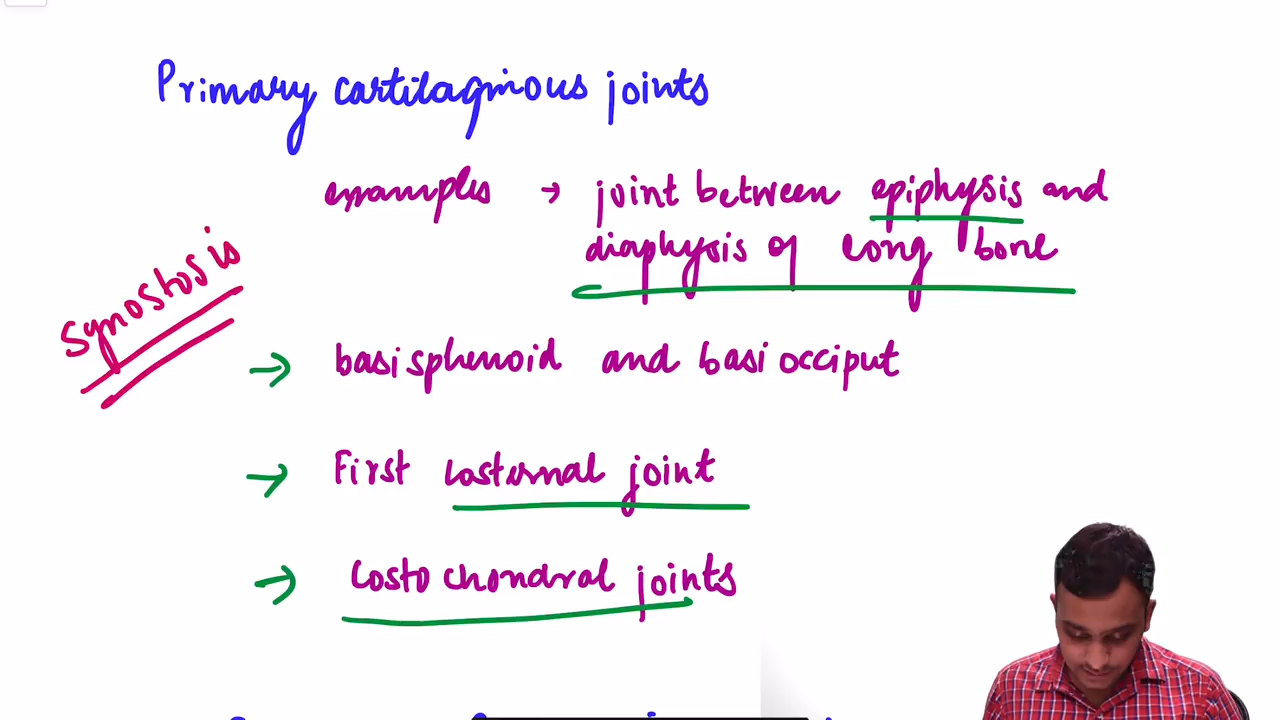 Primary cartilaginous joints
examples → joint between epiphysis and
diaphysis of long bone
Synostosis
→ basisphenoid and basiocciput
→ First costernal joint
→ Costochondral joints